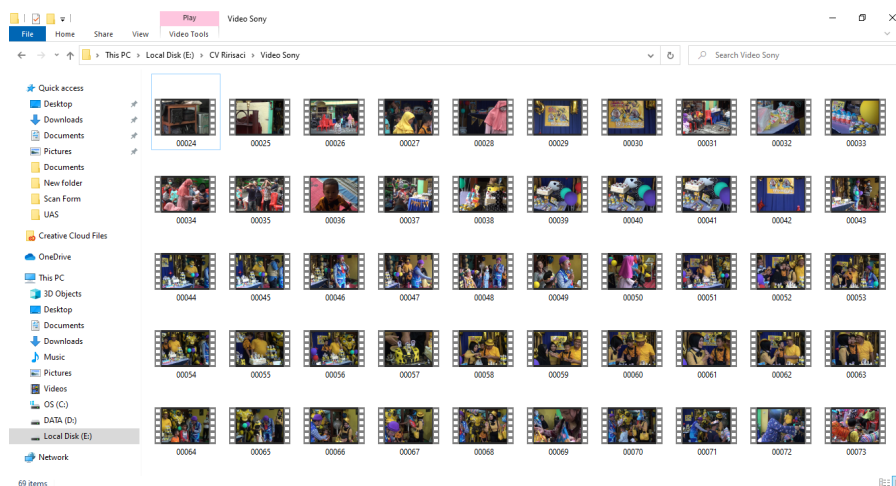 Play
Video Sony
File
Home
Share
View
Video Tools
This PC
Local Disk (E:)
CV Ririsaci
Video Sony
Search Video Sony
Quick access
Desktop
Downloads
Documents
Pictures
Documents
New folder
Scan Form
UAS
Creative Cloud Files
OneDrive
This PC
3D Objects
Desktop
Documents
Downloads
Music
Pictures
Videos
OS (C:)
DATA (D:)
Local Disk (E:)
Network
00024 00025 00026 00027 00028 00029 00030 00031 00032 00033
00034 00035 00036 00037 00038 00039 00040 00041 00042 00043
00044 00045 00046 00047 00048 00049 00050 00051 00052 00053
00054 00055 00056 00057 00058 00059 00060 00061 00062 00063
00064 00065 00066 00067 00068 00069 00070 00071 00072 00073
69 items